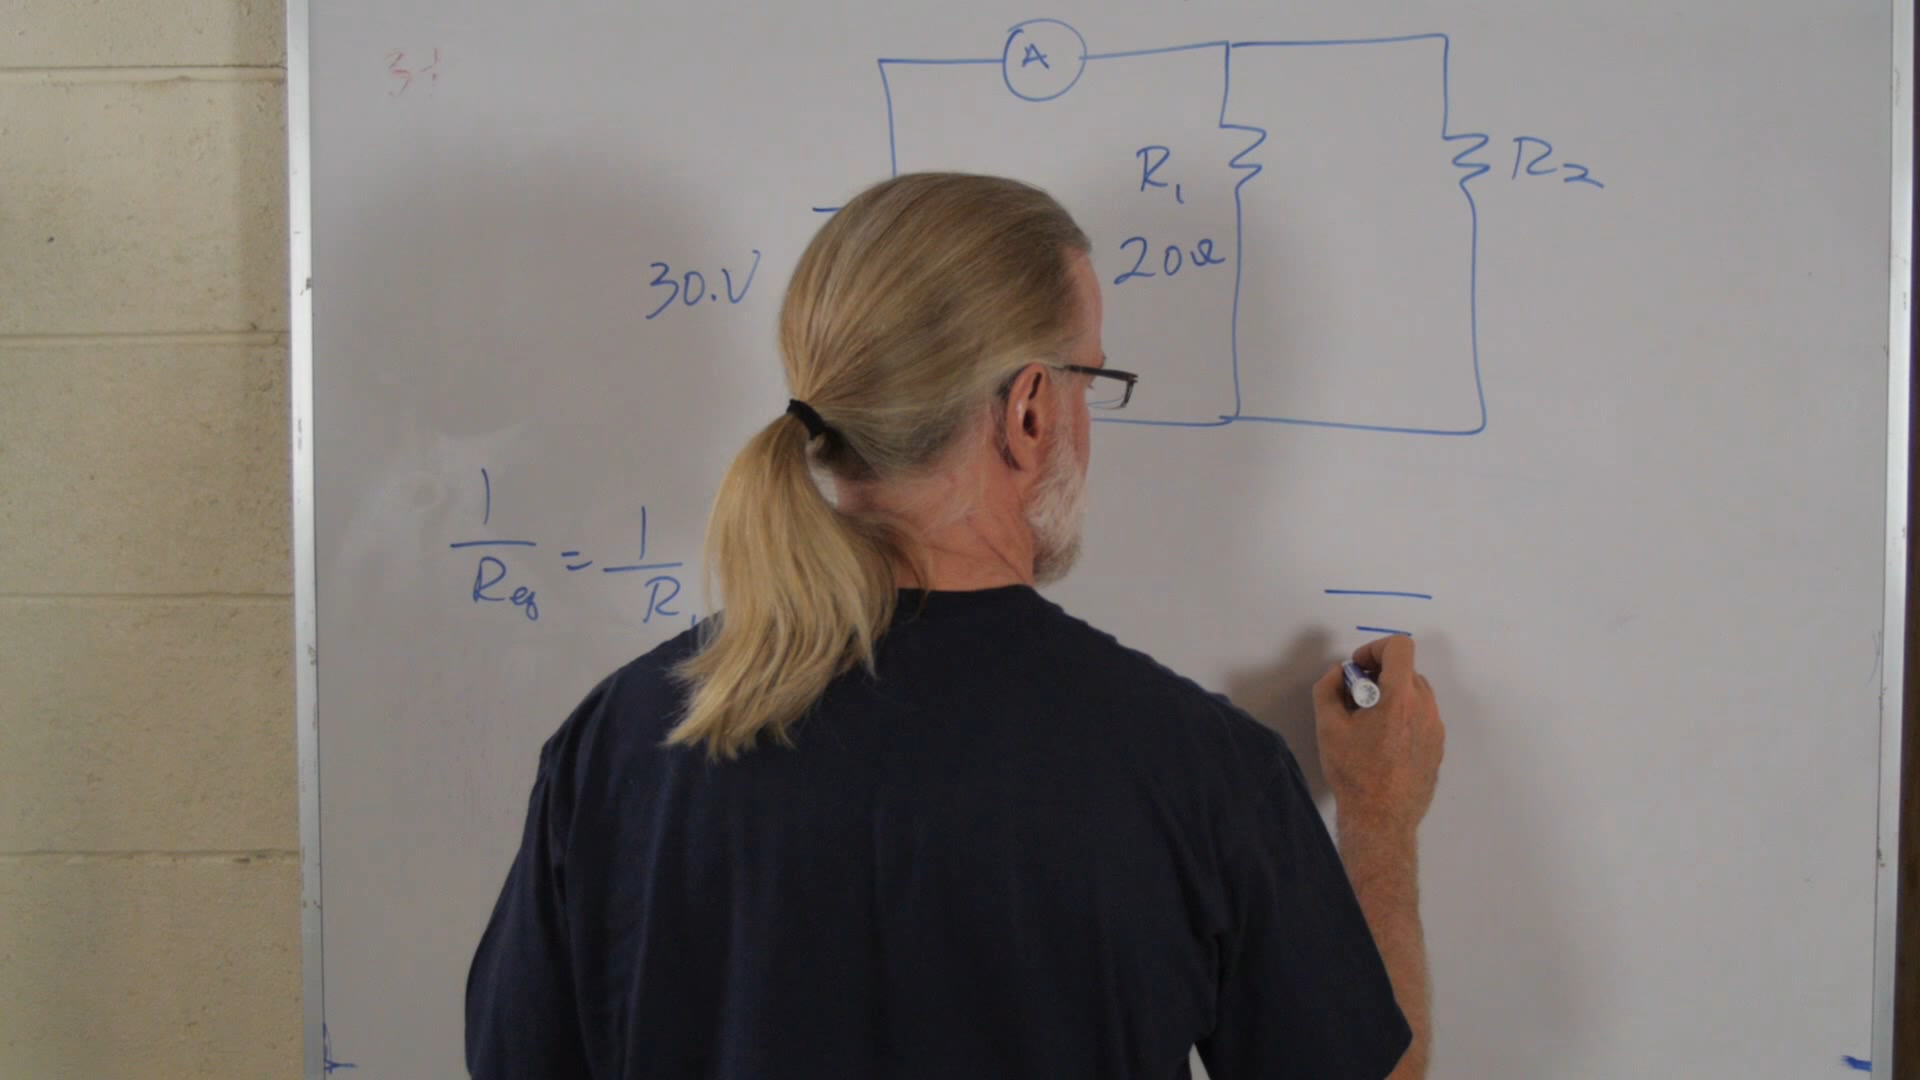 A
R₁
R₂
20Ω
30.V
1/Req = 1/R₁